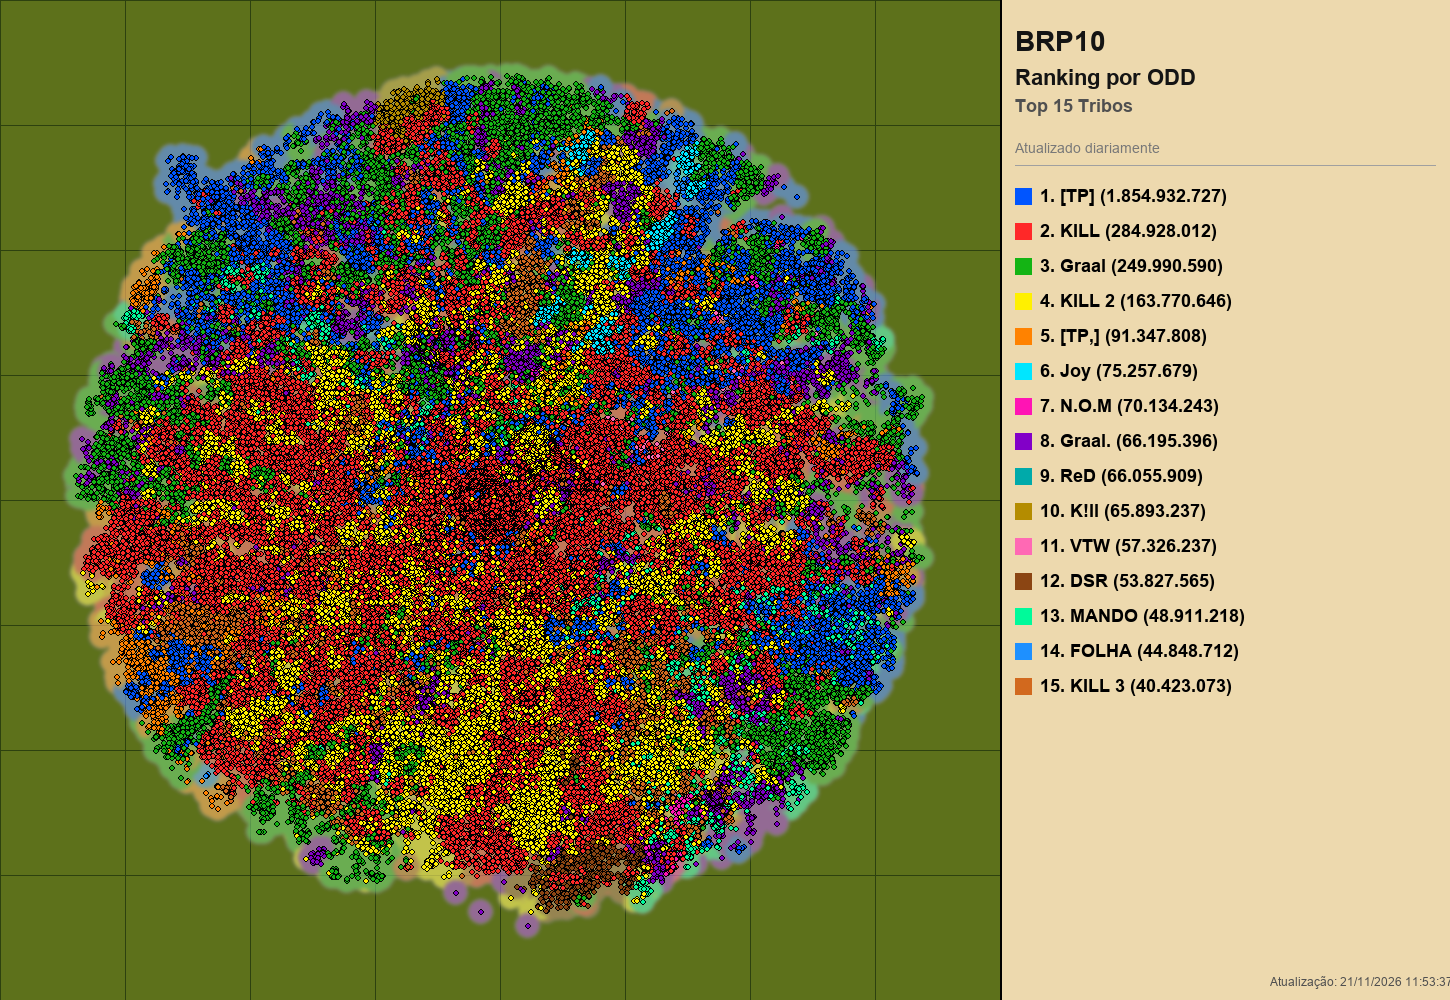 BRP10
Ranking por ODD
Top 15 Tribos
Atualizado diariamente
1. [TP] (1.854.932.727)
2. KILL (284.928.012)
3. Graal (249.990.590)
4. KILL 2 (163.770.646)
5. [TP,] (91.347.808)
6. Joy (75.257.679)
7. N.O.M (70.134.243)
8. Graal. (66.195.396)
9. ReD (66.055.909)
10. K!ll (65.893.237)
11. VTW (57.326.237)
12. DSR (53.827.565)
13. MANDO (48.911.218)
14. FOLHA (44.848.712)
15. KILL 3 (40.423.073)
Atualização: 21/11/2026 11:53:37